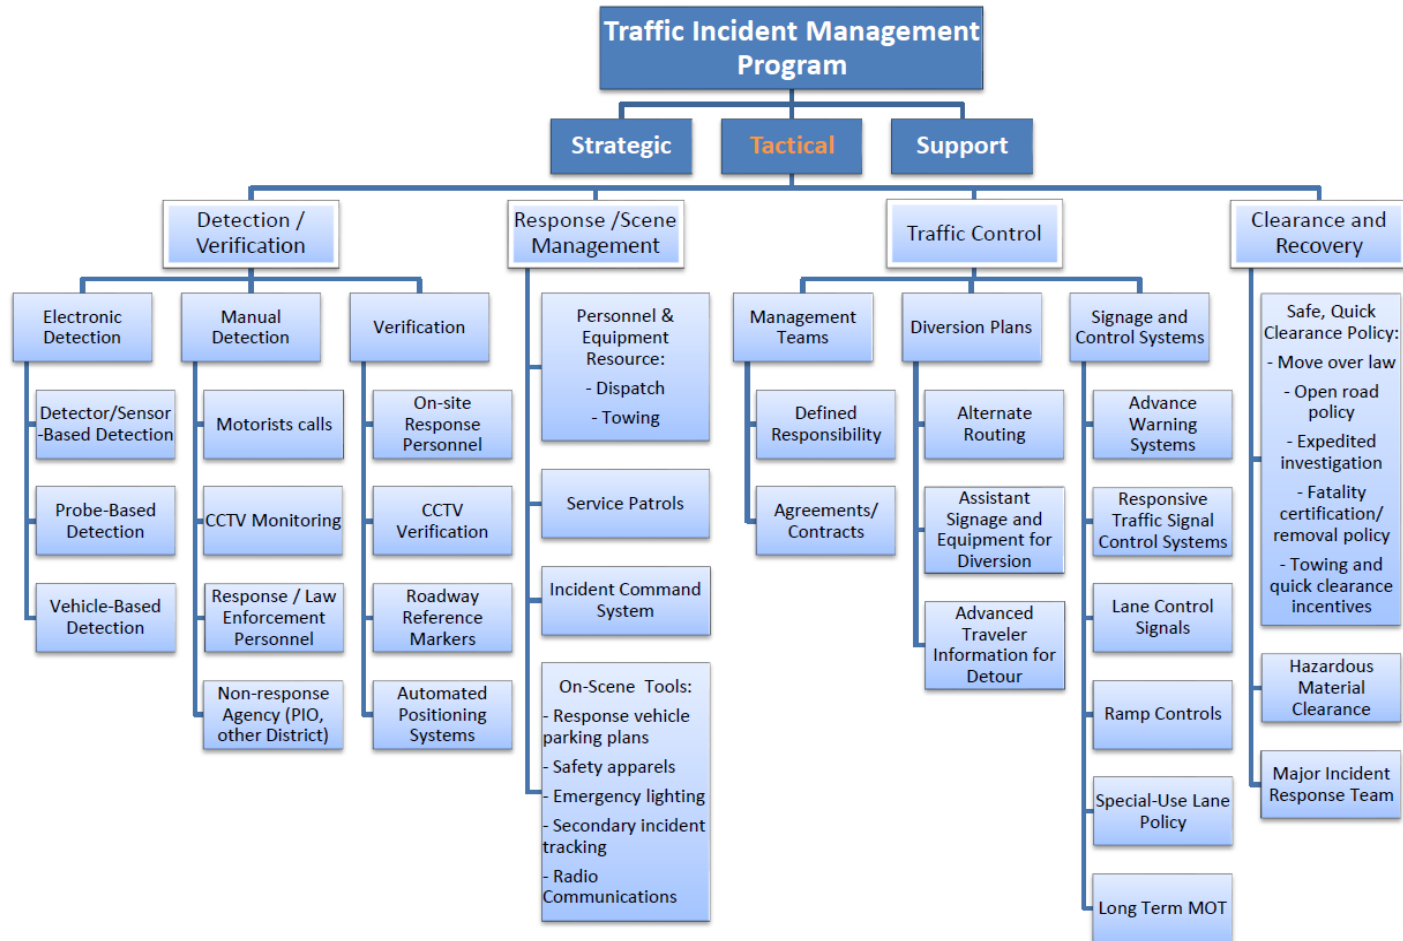 Traffic Incident Management
Program
Strategic
Tactical
Support
Detection /
Verification
Response /Scene
Management
Traffic Control
Clearance and
Recovery
Electronic
Detection
Manual
Detection
Verification
Detector/Sensor
-Based Detection
Probe-Based
Detection
Vehicle-Based
Detection
Motorists calls
CCTV Monitoring
Response / Law
Enforcement
Personnel
Non-response
Agency (PIO,
other District)
On-site
Response
Personnel
CCTV
Verification
Roadway
Reference
Markers
Automated
Positioning
Systems
Personnel &
Equipment
Resource:
- Dispatch
- Towing
Service Patrols
Incident Command
System
On-Scene Tools:
- Response vehicle
parking plans
- Safety apparels
- Emergency lighting
- Secondary incident
tracking
- Radio
Communications
Management
Teams
Diversion Plans
Signage and
Control Systems
Defined
Responsibility
Agreements/
Contracts
Alternate
Routing
Assistant
Signage and
Equipment for
Diversion
Advanced
Traveler
Information for
Detour
Advance
Warning
Systems
Responsive
Traffic Signal
Control Systems
Lane Control
Signals
Ramp Controls
Special-Use Lane
Policy
Long Term MOT
Safe, Quick
Clearance Policy:
- Move over law
- Open road
policy
- Expedited
investigation
- Fatality
certification/
removal policy
- Towing and
quick clearance
incentives
Hazardous
Material
Clearance
Major Incident
Response Team